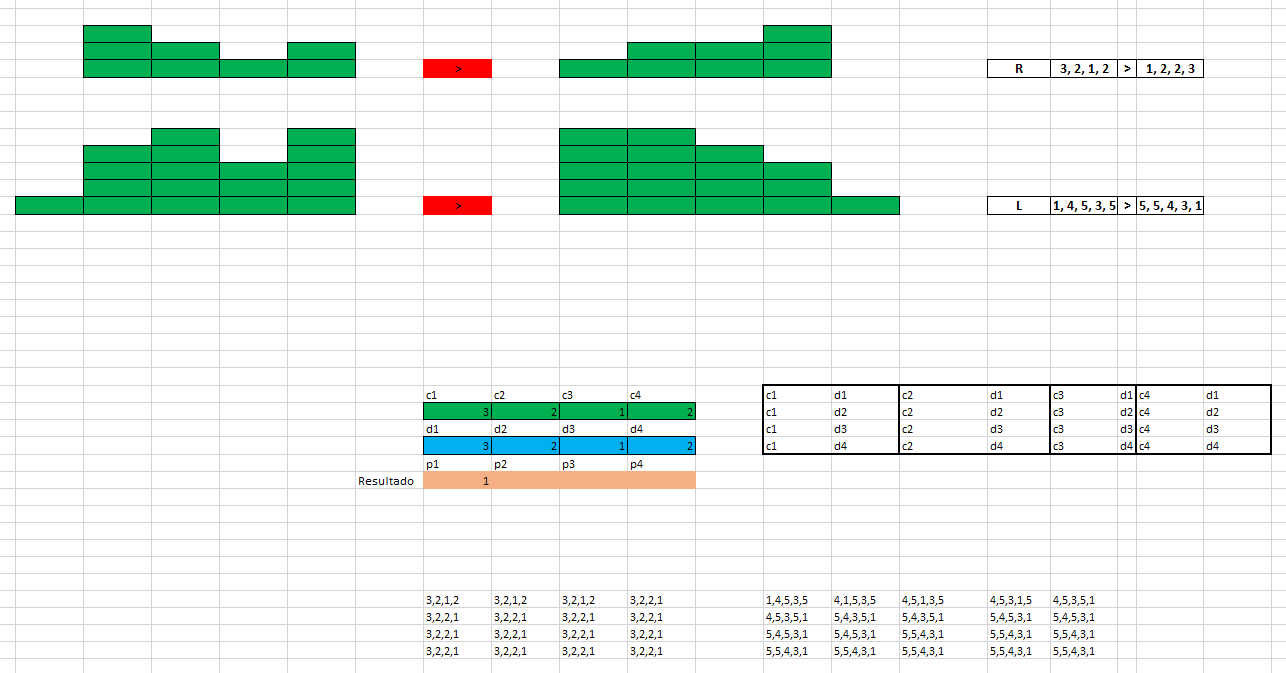 > R 3, 2, 1, 2 > 1, 2, 2, 3
> L 1, 4, 5, 3, 5 > 5, 5, 4, 3, 1
c1 c2 c3 c4 c1 d1 c2 d1 c3 d1 c4 d1
3 2 1 2 c1 d2 c2 d2 c3 d2 c4 d2
d1 d2 d3 d4 c1 d3 c2 d3 c3 d3 c4 d3
3 2 1 2 c1 d4 c2 d4 c3 d4 c4 d4
p1 p2 p3 p4
Resultado 1
3,2,1,2 3,2,1,2 3,2,1,2 3,2,2,1 1,4,5,3,5 4,1,5,3,5 4,5,1,3,5 4,5,3,1,5 4,5,3,5,1
3,2,2,1 3,2,2,1 3,2,2,1 3,2,2,1 4,5,3,5,1 5,4,3,5,1 5,4,3,5,1 5,4,3,5,1 5,4,5,3,1
3,2,2,1 3,2,2,1 3,2,2,1 3,2,2,1 5,4,5,3,1 5,4,5,3,1 5,5,4,3,1 5,5,4,3,1 5,5,4,3,1
3,2,2,1 3,2,2,1 3,2,2,1 3,2,2,1 5,5,4,3,1 5,5,4,3,1 5,5,4,3,1 5,5,4,3,1 5,5,4,3,1